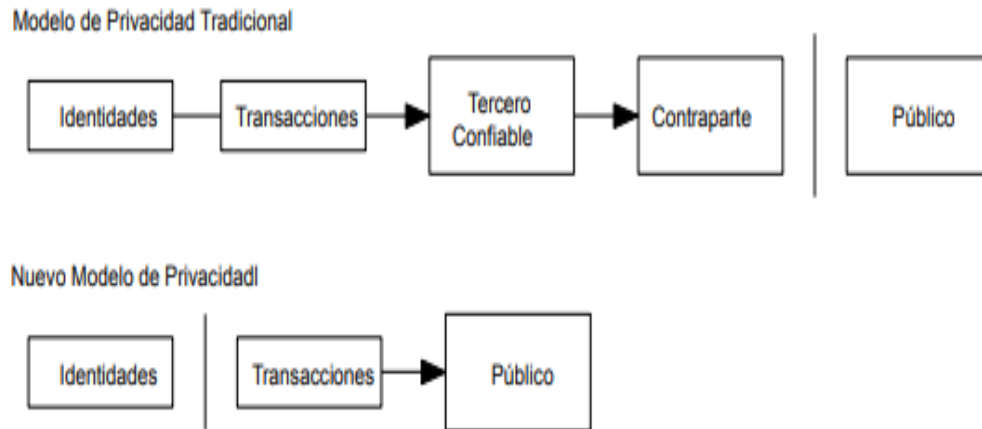 Modelo de Privacidad Tradicional
Identidades
Transacciones
Tercero
Confiable
Contraparte
Público
Nuevo Modelo de Privacidadl
Identidades
Transacciones
Público